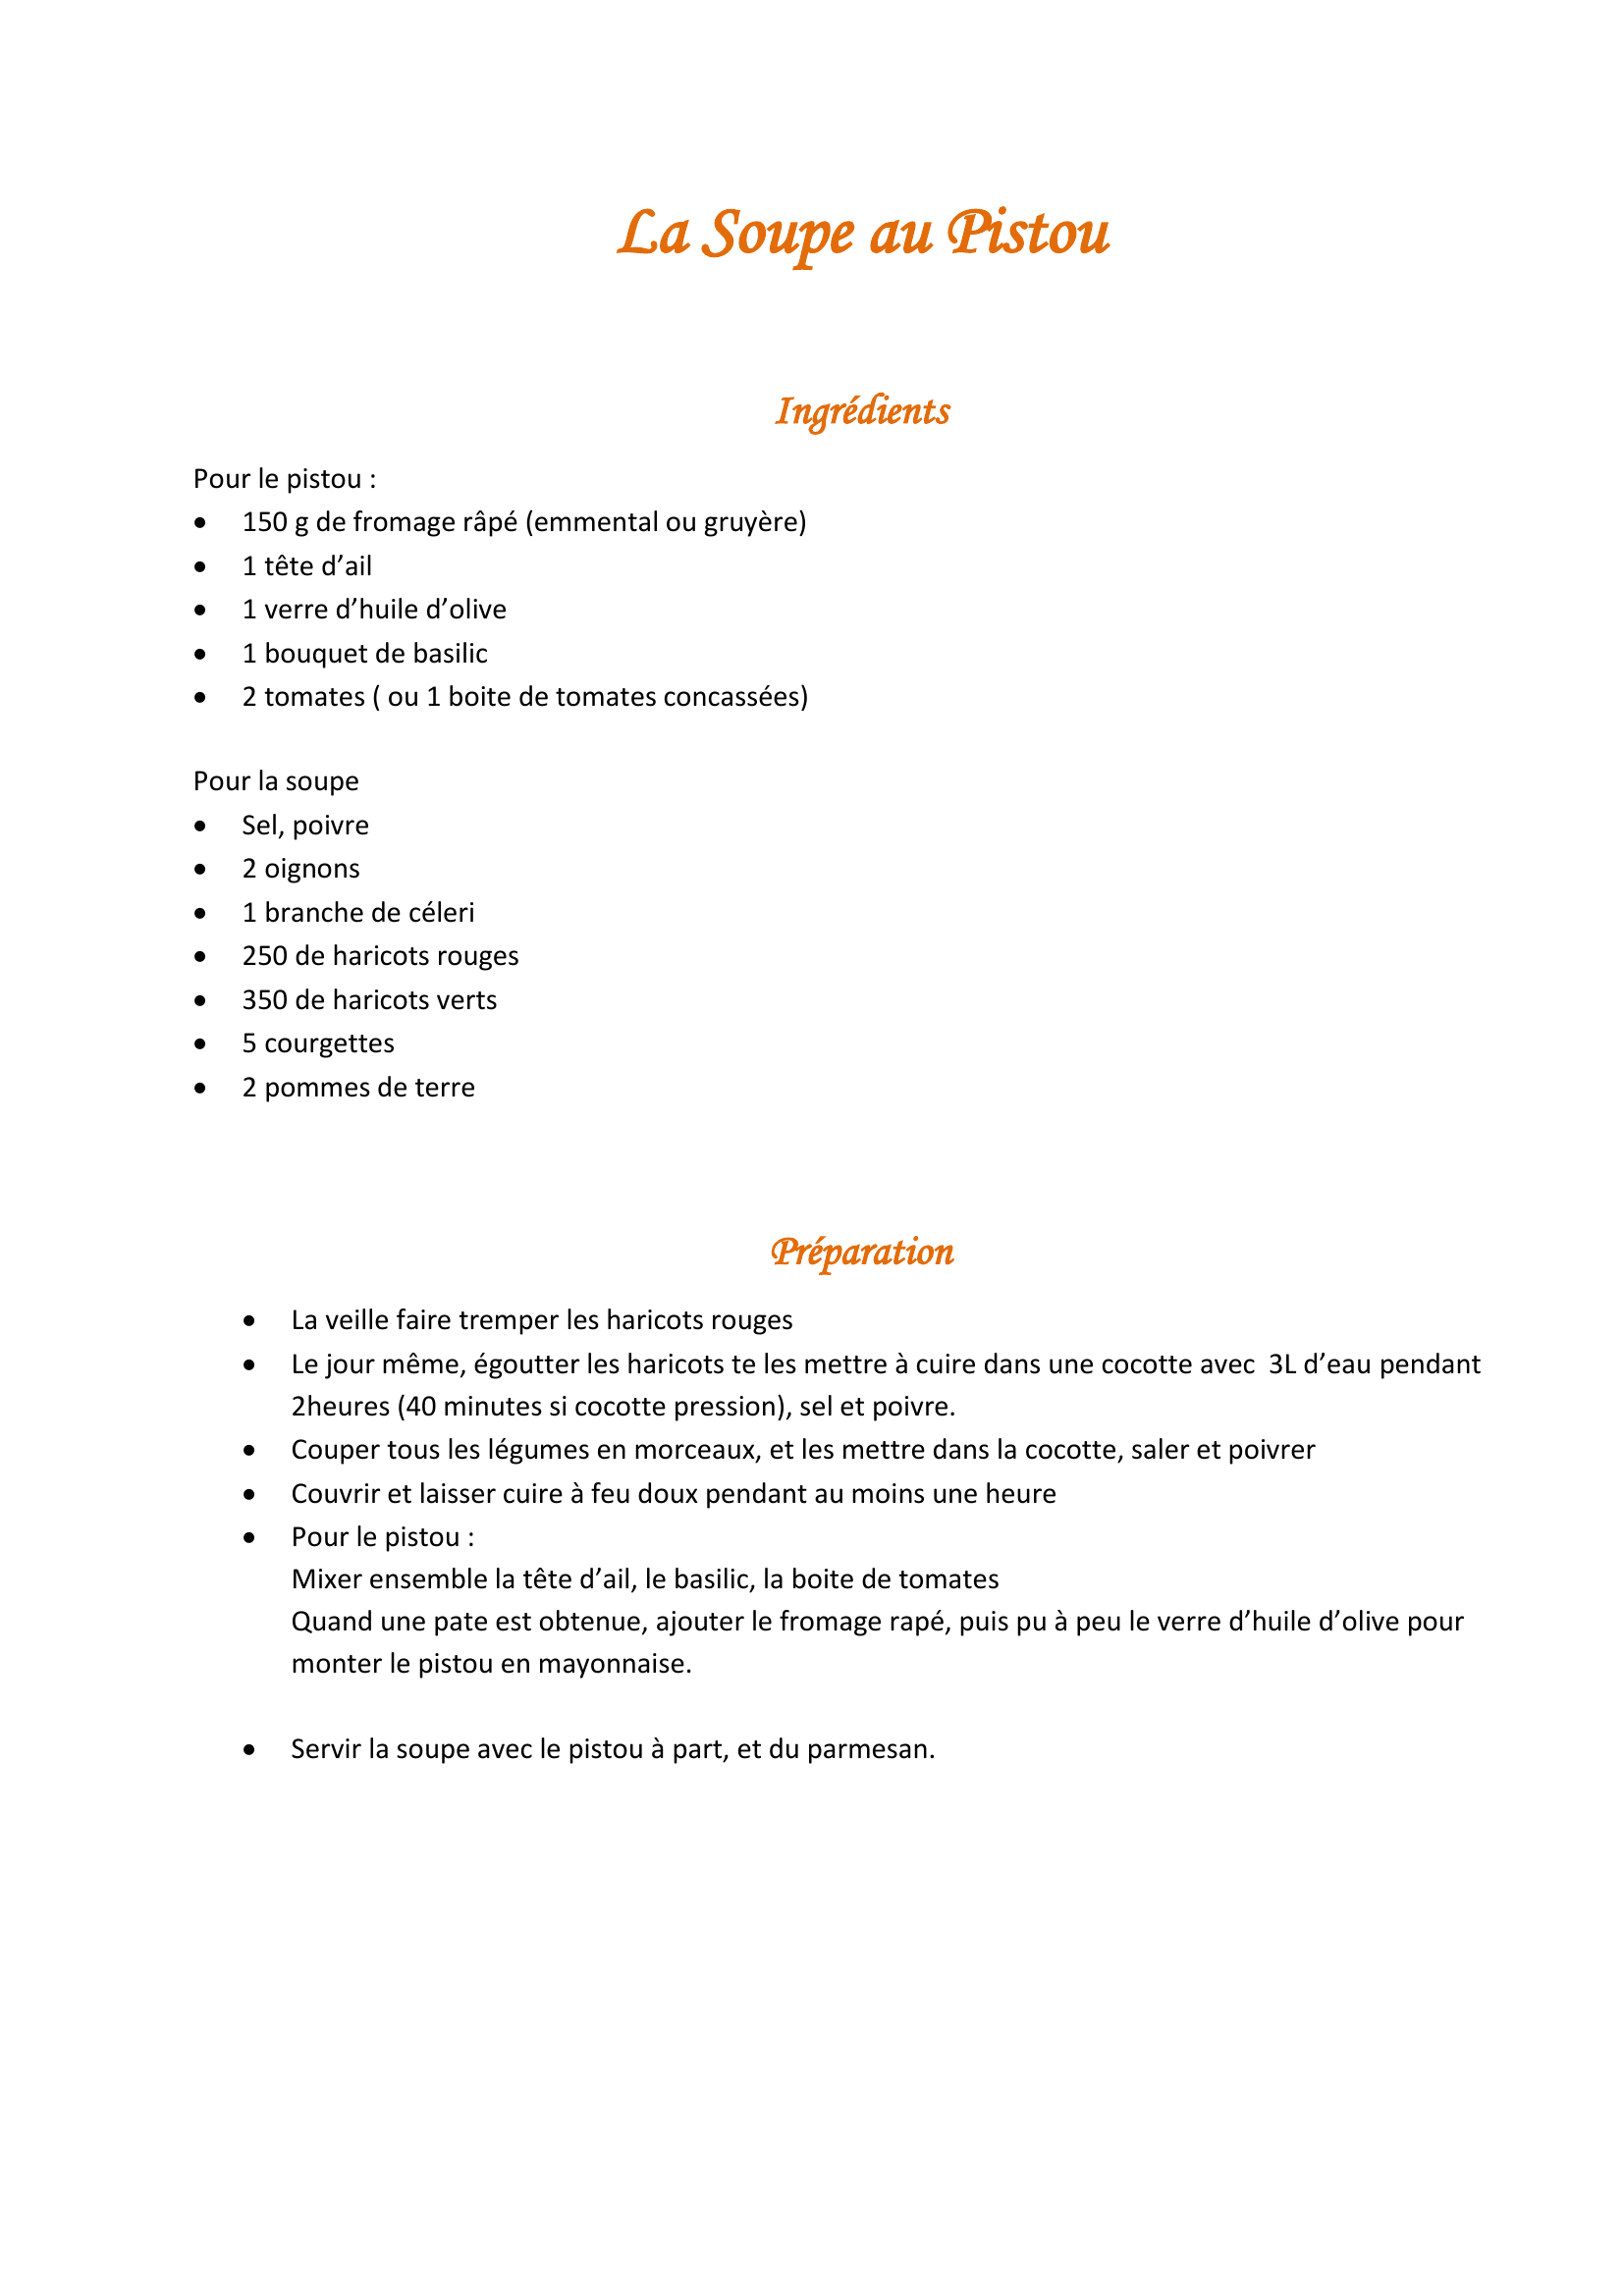 La Soupe au Pistou
Ingrédients
Pour le pistou :
• 150 g de fromage râpé (emmental ou gruyère)
• 1 tête d’ail
• 1 verre d’huile d’olive
• 1 bouquet de basilic
• 2 tomates ( ou 1 boite de tomates concassées)
Pour la soupe
• Sel, poivre
• 2 oignons
• 1 branche de céleri
• 250 de haricots rouges
• 350 de haricots verts
• 5 courgettes
• 2 pommes de terre
Préparation
• La veille faire tremper les haricots rouges
• Le jour même, égoutter les haricots te les mettre à cuire dans une cocotte avec  3L d’eau pendant
2heures (40 minutes si cocotte pression), sel et poivre.
• Couper tous les légumes en morceaux, et les mettre dans la cocotte, saler et poivrer
• Couvrir et laisser cuire à feu doux pendant au moins une heure
• Pour le pistou :
Mixer ensemble la tête d’ail, le basilic, la boite de tomates
Quand une pate est obtenue, ajouter le fromage rapé, puis pu à peu le verre d’huile d’olive pour
monter le pistou en mayonnaise.
• Servir la soupe avec le pistou à part, et du parmesan.